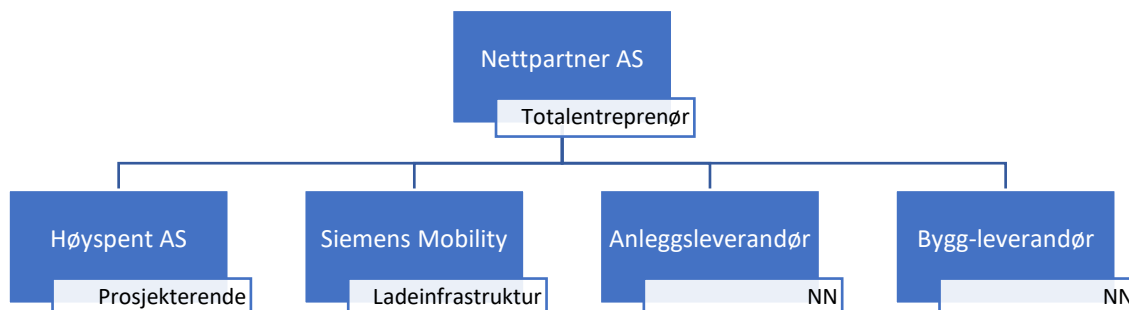 Nettpartner AS
Totalentreprenør
Høyspent AS
Prosjekterende
Siemens Mobility
Ladeinfrastruktur
Anleggsleverandør
NN
Bygg-leverandør
NN